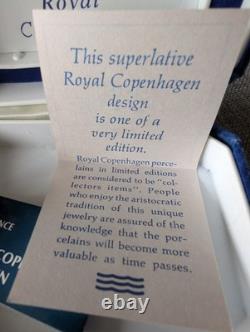 Royal
C
This superlative
Royal Copenhagen
design
is one of a
very limited
edition.
Royal Copenhagen porce-
lains in limited editions
are considered to be "col-
lectors items". People
who enjoy the aristocratic
tradition of this unique
jewelry are assured of the
knowledge that the por-
celains will become more
valuable as time passes.
NCE
COP
N